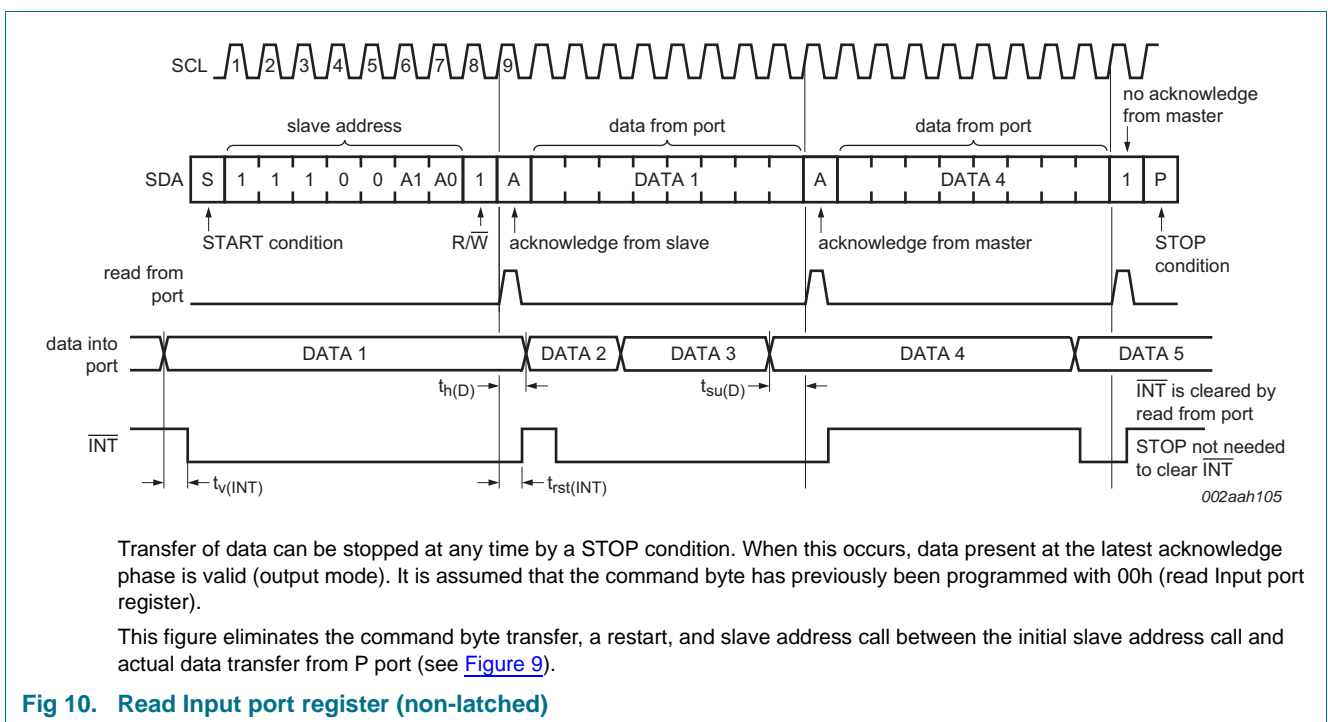 SCL 1 2 3 4 5 6 7 8 9
no acknowledge
from master
slave address data from port data from port
SDA S 1 1 1 0 0 A1 A0 1 A DATA 1 A DATA 4 1 P
START condition R/W̅ acknowledge from slave acknowledge from master STOP
condition
read from
port
data into
port
DATA 1 DATA 2 DATA 3 DATA 4 DATA 5
th(D) tsu(D)
I̅N̅T̅ is cleared by
read from port
I̅N̅T̅
STOP not needed
to clear I̅N̅T̅
tv(INT) trst(INT)
002aah105
Transfer of data can be stopped at any time by a STOP condition. When this occurs, data present at the latest acknowledge
phase is valid (output mode). It is assumed that the command byte has previously been programmed with 00h (read Input port
register).
This figure eliminates the command byte transfer, a restart, and slave address call between the initial slave address call and
actual data transfer from P port (see Figure 9).
Fig 10. Read Input port register (non-latched)